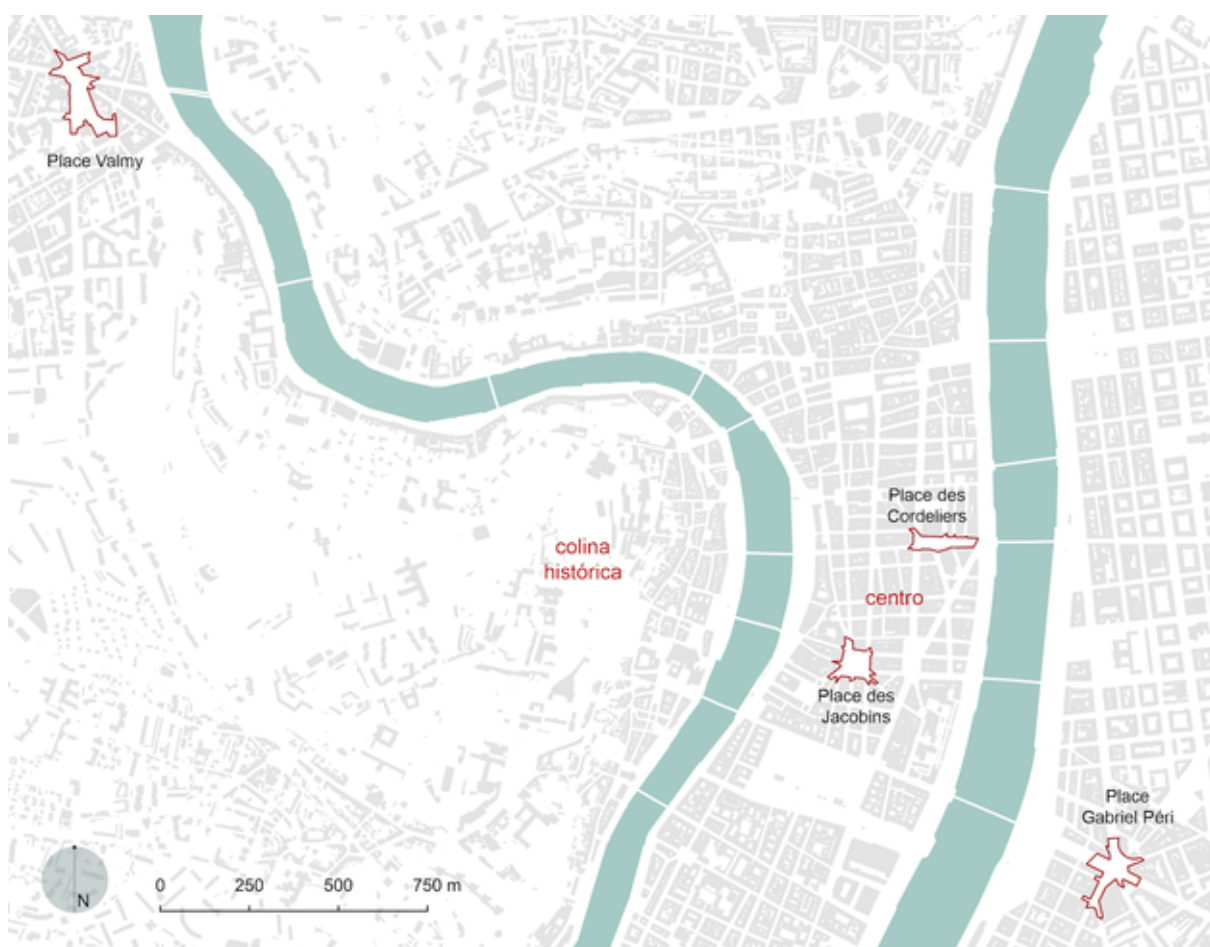 Place Valmy
Place des
Cordeliers
colina
histórica
centro
Place des
Jacobins
Place
Gabriel Péri
N
0 250 500 750 m